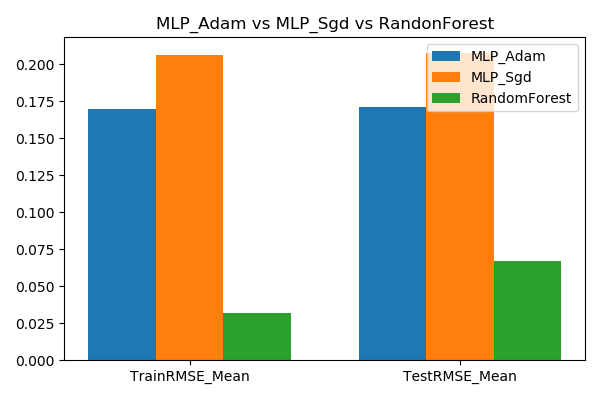 MLP_Adam vs MLP_Sgd vs RandonForest
MLP_Adam
MLP_Sgd
RandomForest
0.200
0.175
0.150
0.125
0.100
0.075
0.050
0.025
0.000
TrainRMSE_Mean
TestRMSE_Mean